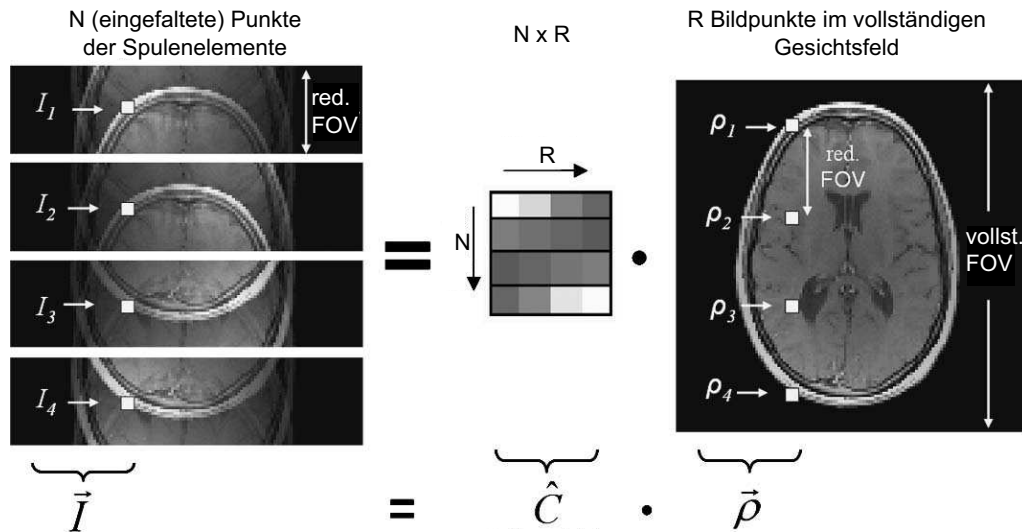 N (eingefaltete) Punkte
der Spulenelemente
N x R
R Bildpunkte im vollständigen
Gesichtsfeld
I₁
red.
FOV
I₂
I₃
I₄
R
N
=
•
ρ₁
red.
FOV
ρ₂
ρ₃
ρ₄
vollst.
FOV
I⃗ = Ĉ • ρ⃗